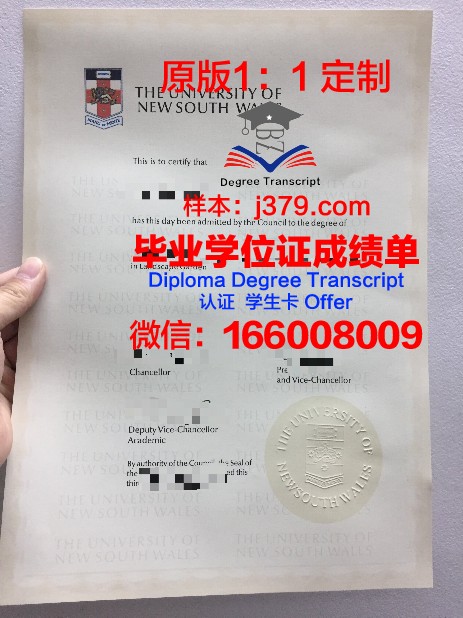 原版1：1 定制
THE UNIVERSITY OF
NEW SOUTH WALES
This is to certify that
Degree Transcript
样本：j379.com
has this day been admitted by the Council to the degree of
毕业学位证成绩单
in Landscape
Diploma Degree Transcript
认证 学生卡 Offer
微信：166008009
Chancellor
and Vice-Chancellor
Deputy Vice-Chancellor
Academic
By authority of the Council, the Seal of
the
THE UNIVERSITY OF
NEW SOUTH WALES